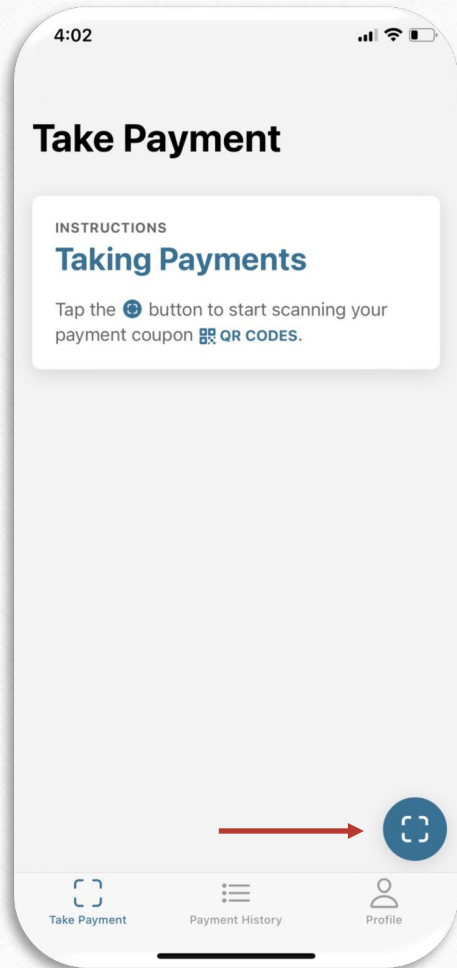 4:02
Take Payment
INSTRUCTIONS
Taking Payments
Tap the button to start scanning your
payment coupon QR CODES.
Take Payment
Payment History
Profile